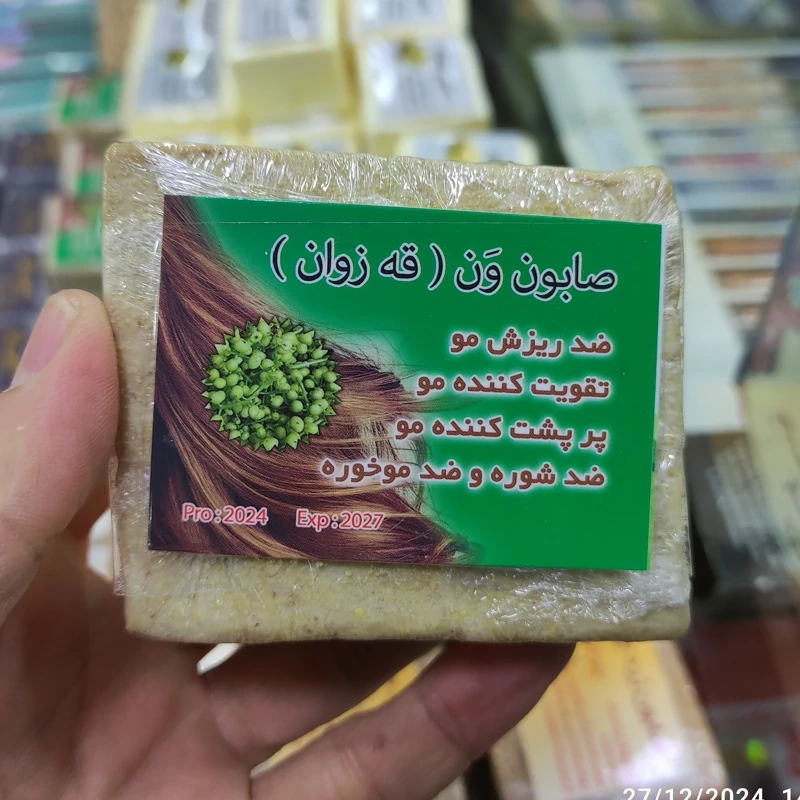 صابون وَن ( قه زوان )
ضد ریزش مو
تقویت کننده مو
پر پشت کننده مو
ضد شوره و ضد موخوره
Pro : 2024 Exp : 2027
27/12/2024